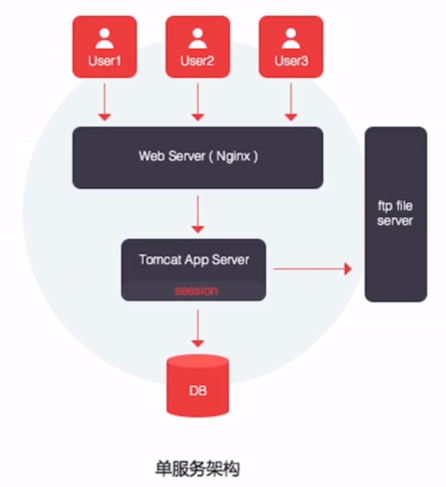 User1
User2
User3
Web Server ( Nginx )
ftp file
server
Tomcat App Server
session
DB
单服务架构